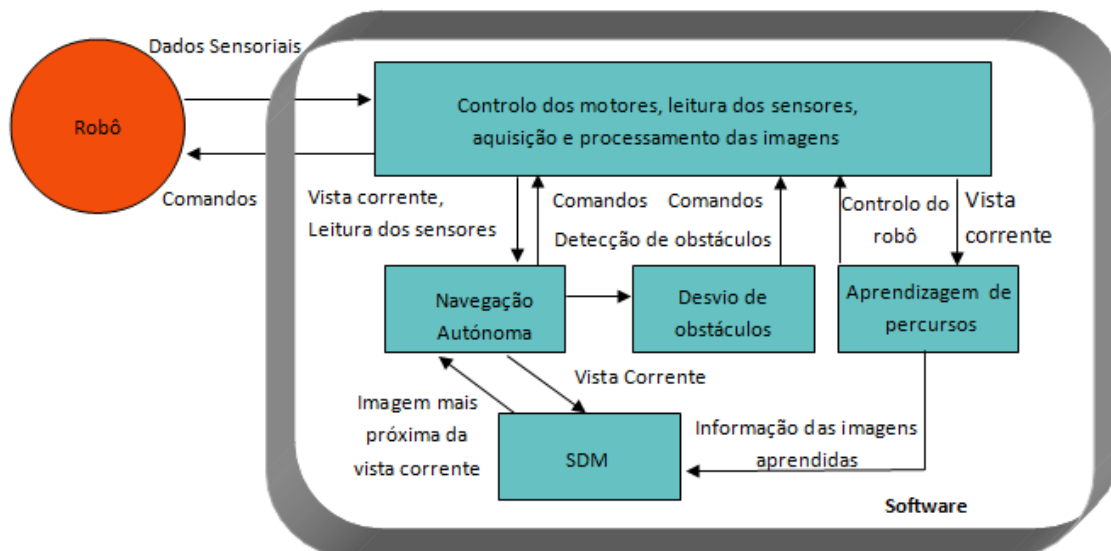 Dados Sensoriais
Robô
Comandos
Controlo dos motores, leitura dos sensores,
aquisição e processamento das imagens
Vista corrente,
Leitura dos sensores
Comandos
Comandos
Detecção de obstáculos
Controlo do
robô
Vista
corrente
Navegação
Autónoma
Desvio de
obstáculos
Aprendizagem de
percursos
Vista Corrente
Imagem mais
próxima da
vista corrente
SDM
Informação das imagens
aprendidas
Software